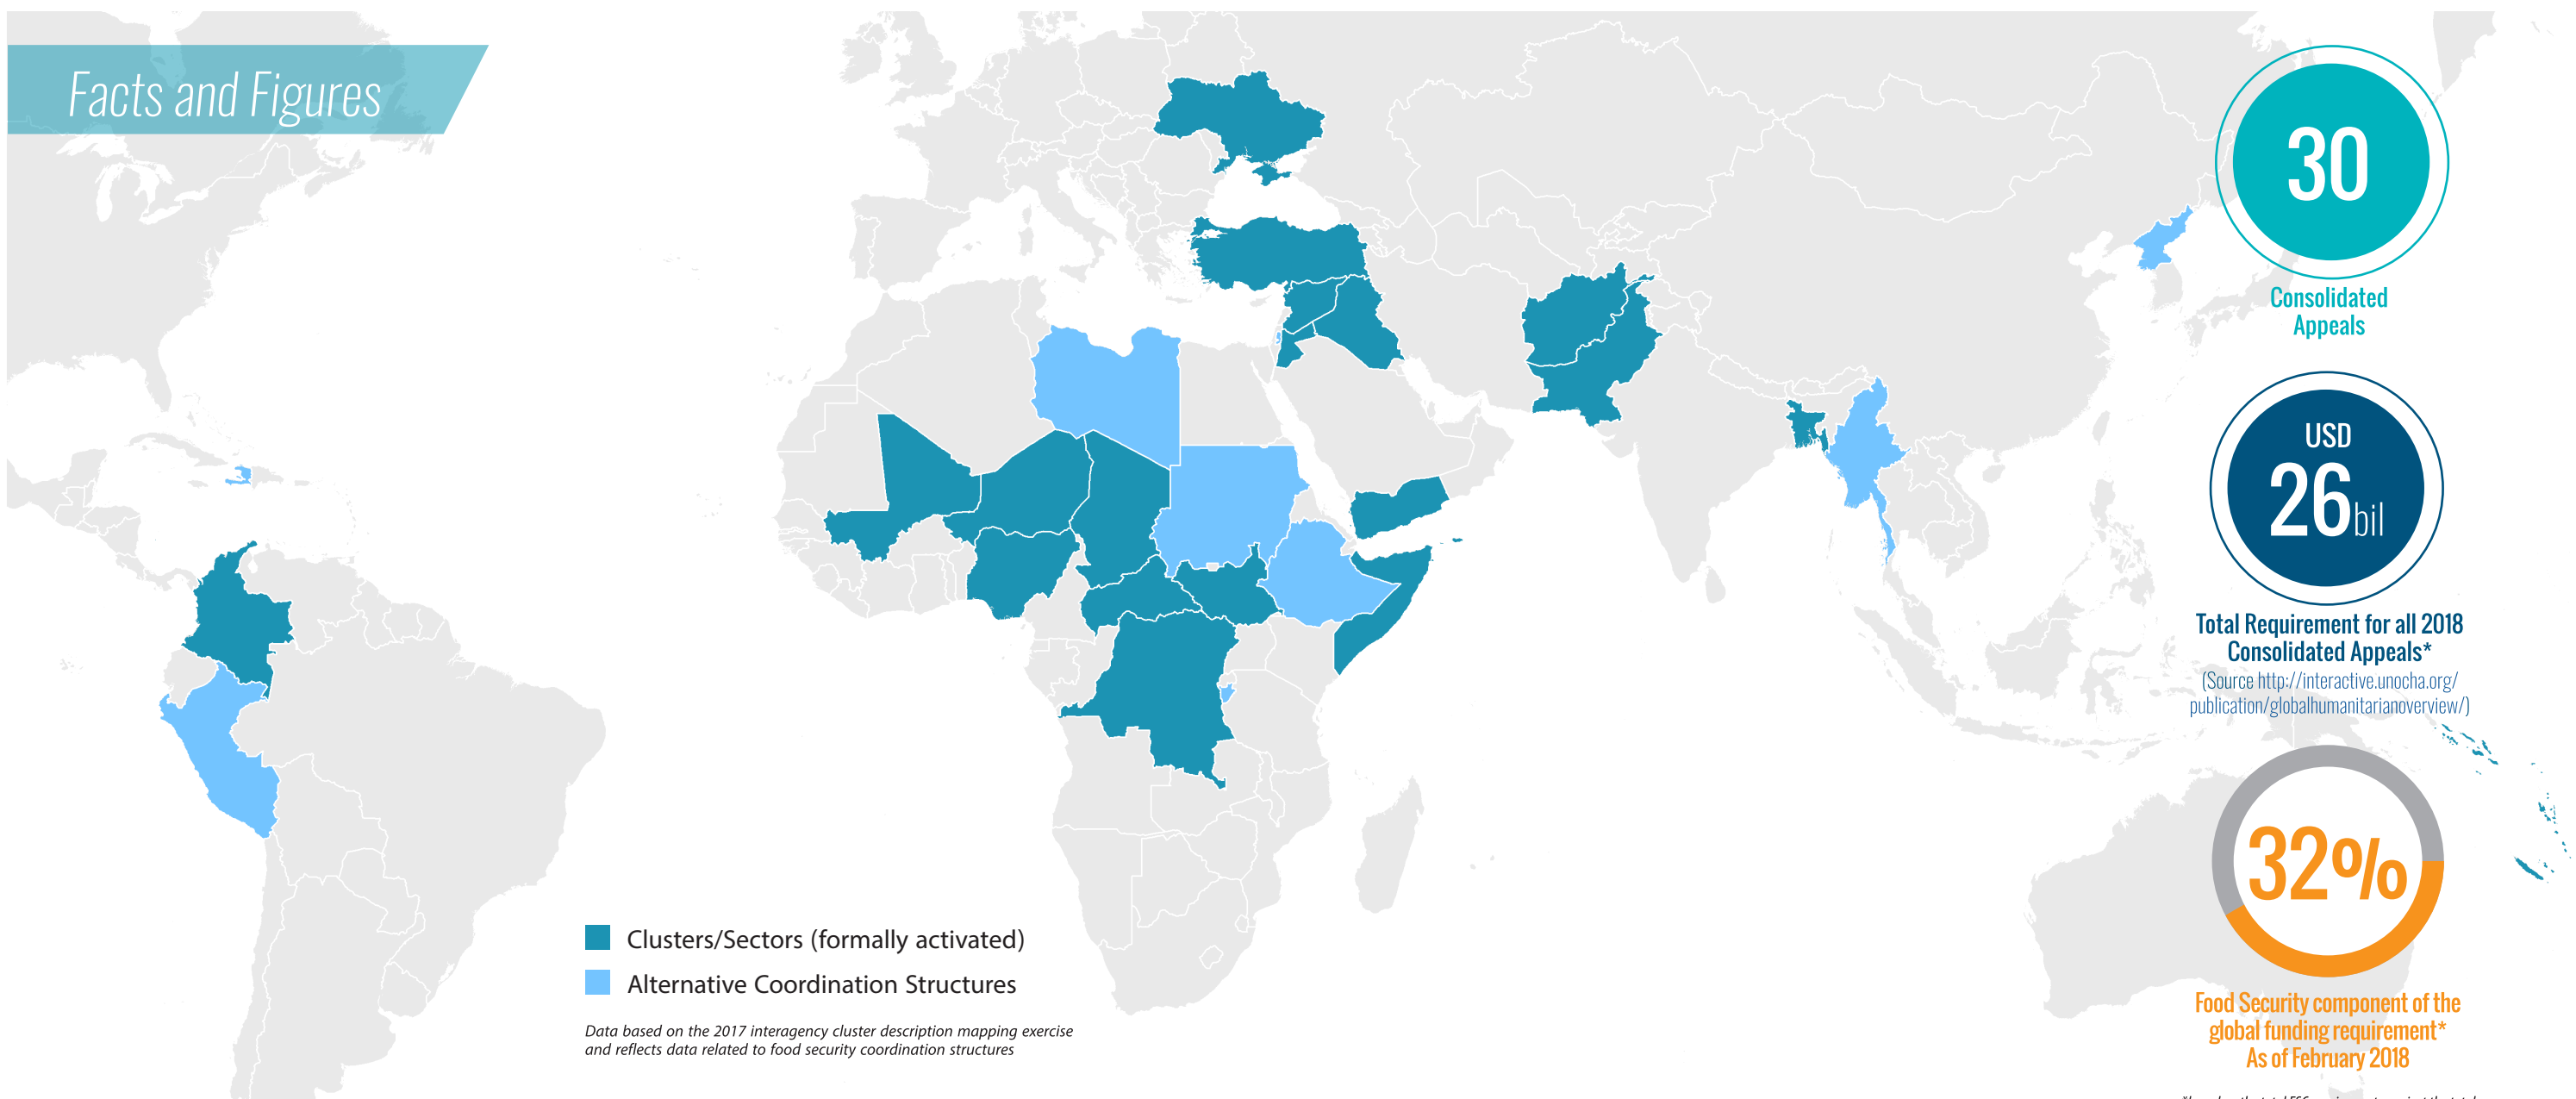 Facts and Figures
30
Consolidated
Appeals
USD
26bil
Total Requirement for all 2018
Consolidated Appeals*
(Source http://interactive.unocha.org/
publication/globalhumanitarianoverview/)
32%
Food Security component of the
global funding requirement*
As of February 2018
Clusters/Sectors (formally activated)
Alternative Coordination Structures
Data based on the 2017 interagency cluster description mapping exercise
and reflects data related to food security coordination structures